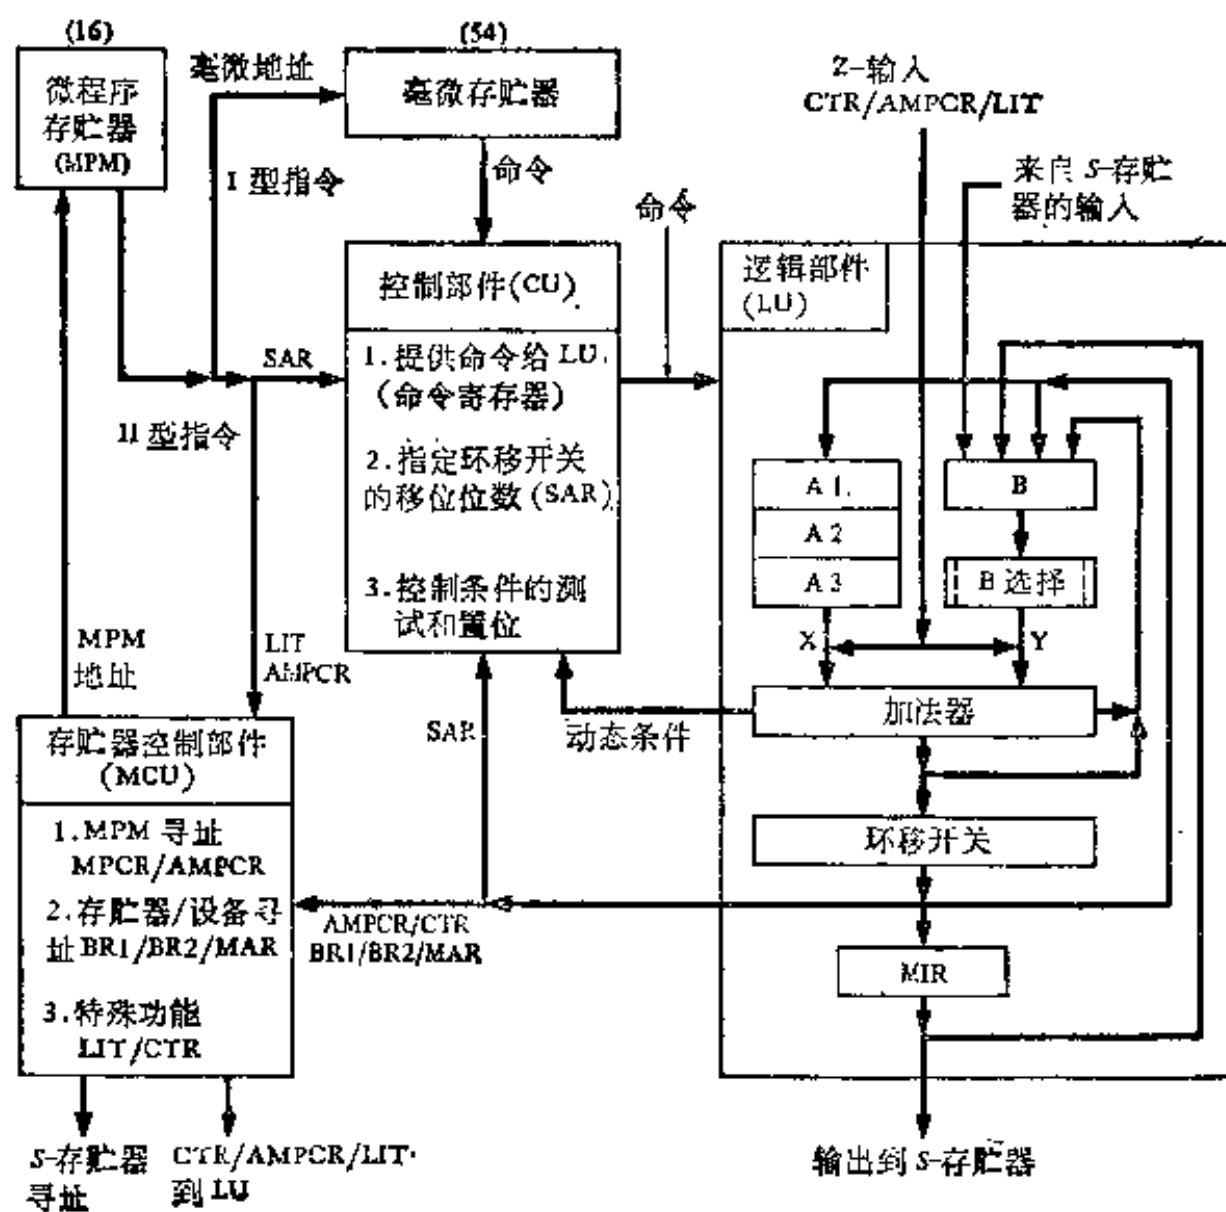 (16)
微程序
存贮器
(MPM)
毫微地址
(54)
毫微存贮器
I 型指令
命令
命令
Z-输入
CTR/AMPCR/LIT
来自 S-存贮
器的输入
控制部件(CU)
1.提供命令给 LU.
(命令寄存器)
2.指定环移开关
的移位位数(SAR)
3.控制条件的测
试和置位
逻辑部件
(LU)
SAR
II 型指令
A1
A2
A3
B
B 选择
X
Y
加法器
环移开关
MIR
MPM
地址
LIT
AMPCR
SAR
动态条件
存贮器控制部件
(MCU)
1.MPM 寻址
MPCR/AMPCR
2.存贮器/设备寻
址 BR1/BR2/MAR
3.特殊功能
LIT/CTR
AMPCR/CTR
BR1/BR2/MAR
S-存贮器
寻址
CTR/AMPCR/LIT
到 LU
输出到 S-存贮器